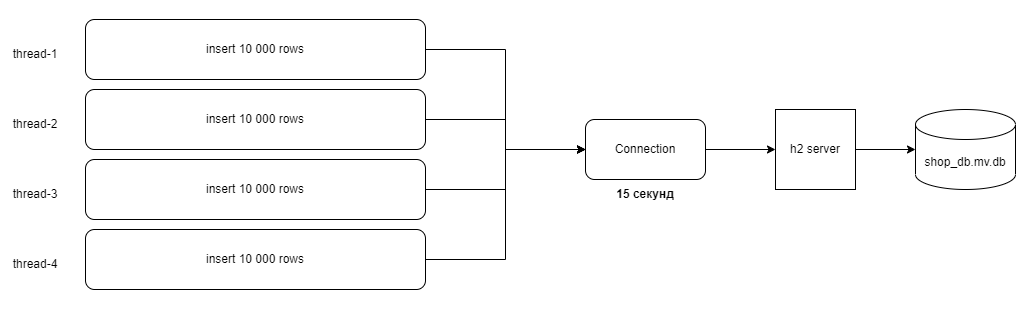 thread-1
insert 10 000 rows
thread-2
insert 10 000 rows
thread-3
insert 10 000 rows
thread-4
insert 10 000 rows
Connection
15 секунд
h2 server
shop_db.mv.db